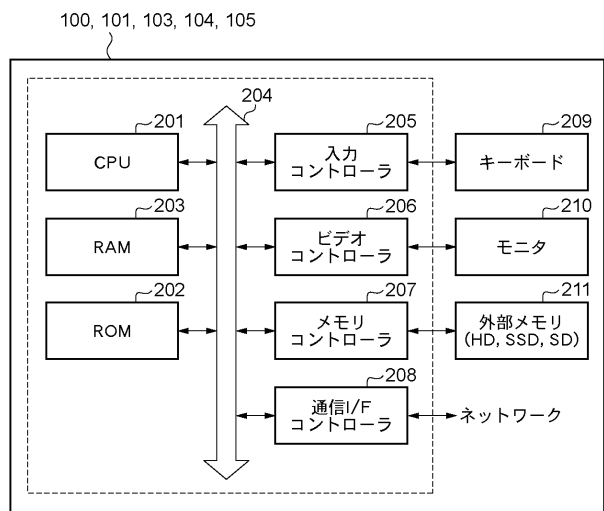 100, 101, 103, 104, 105
204
201
CPU
205
入力
コントローラ
209
キーボード
203
RAM
206
ビデオ
コントローラ
210
モニタ
202
ROM
207
メモリ
コントローラ
211
外部メモリ
(HD, SSD, SD)
208
通信I/F
コントローラ
ネットワーク